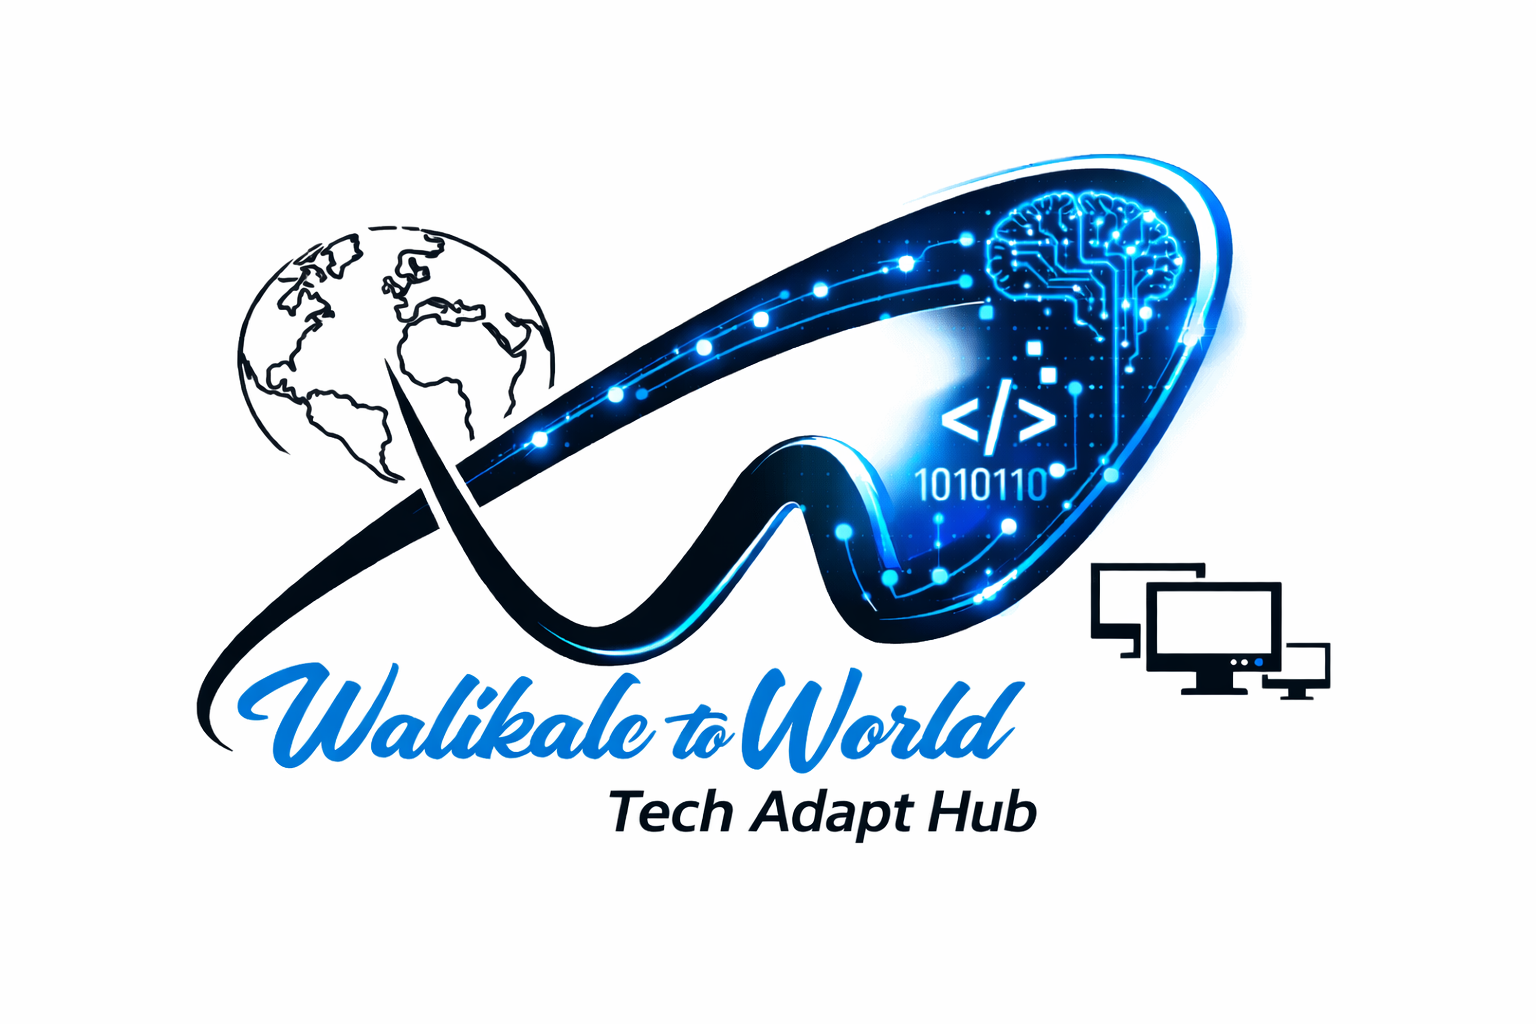 </>
1010110
Walikale to World
Tech Adapt Hub